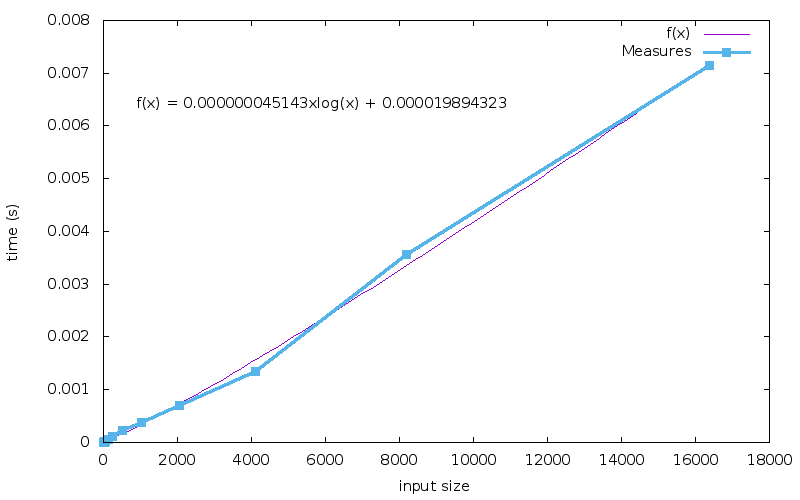 0.008
f(x)
Measures
0.007
f(x) = 0.000000045143xlog(x) + 0.000019894323
0.006
0.005
time (s)
0.004
0.003
0.002
0.001
0
0 2000 4000 6000 8000 10000 12000 14000 16000 18000
input size